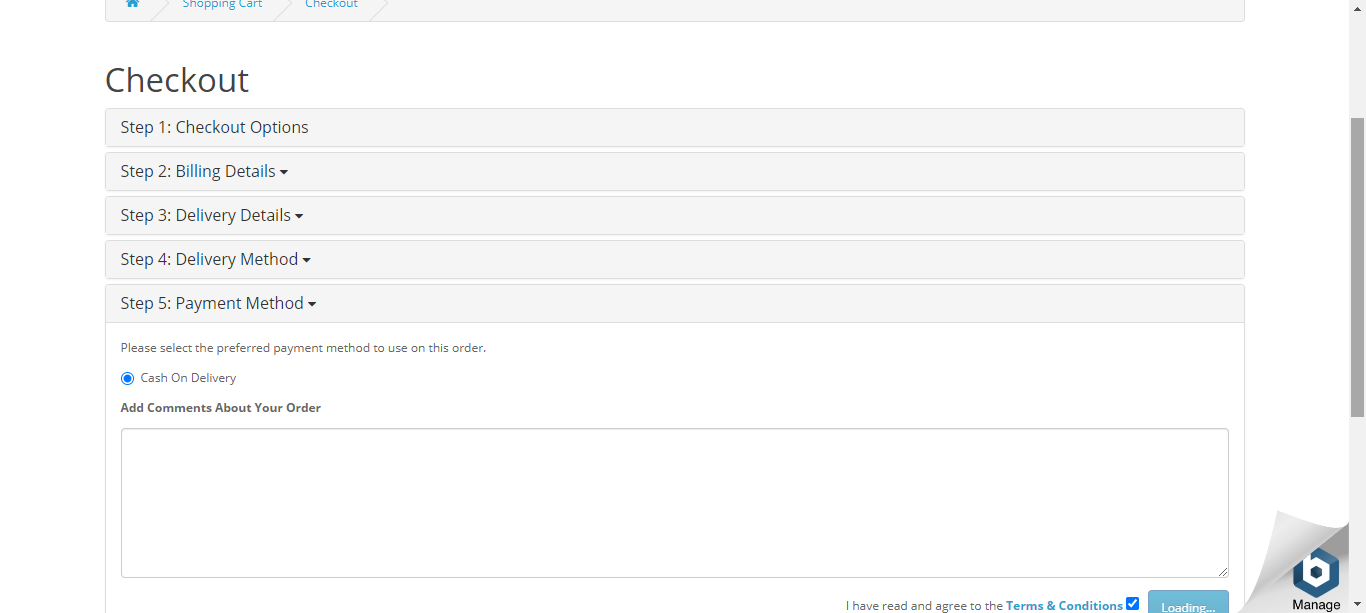 Shopping Cart
Checkout
Checkout
Step 1: Checkout Options
Step 2: Billing Details
Step 3: Delivery Details
Step 4: Delivery Method
Step 5: Payment Method
Please select the preferred payment method to use on this order.
Cash On Delivery
Add Comments About Your Order
I have read and agree to the Terms & Conditions
Loading...
b
Manage